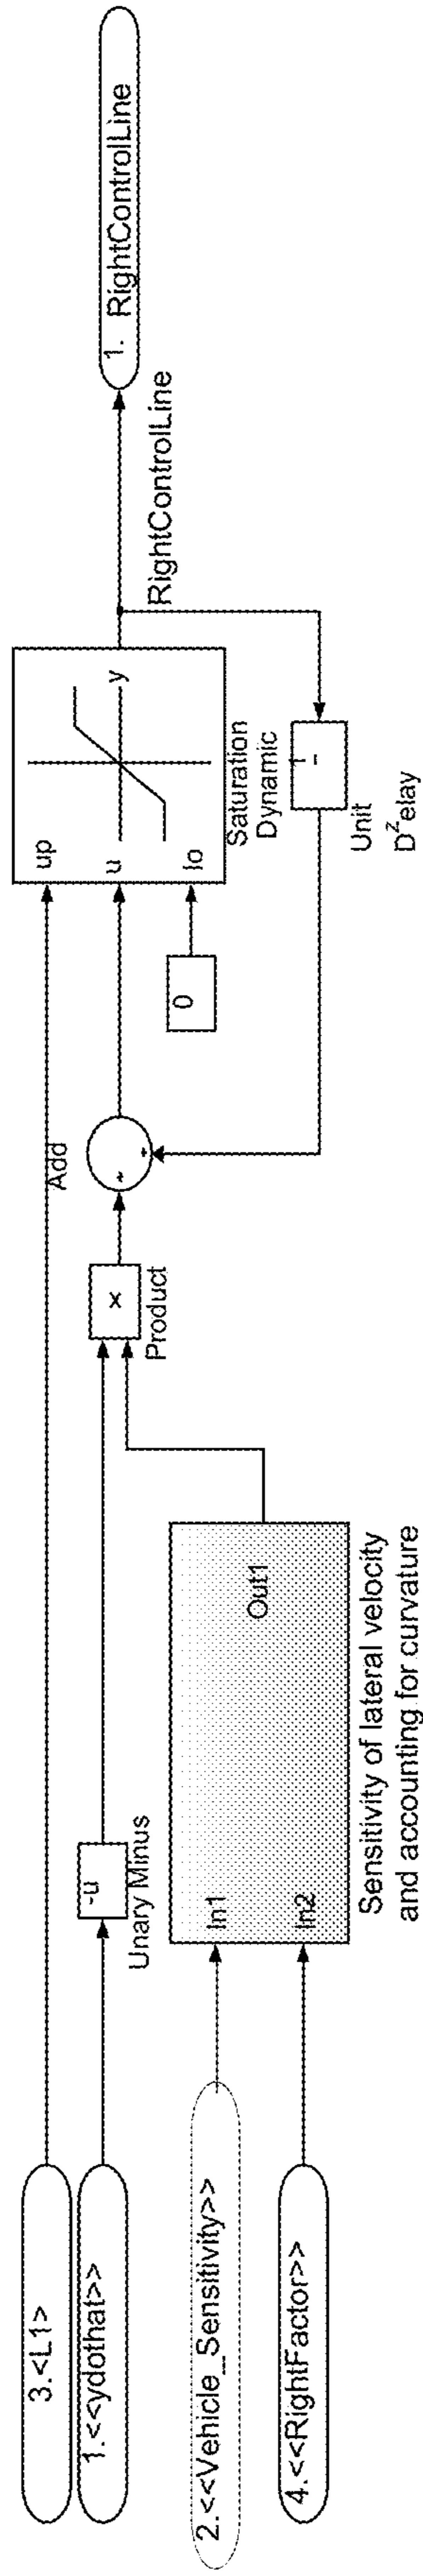 3.<L1>
1.<<ydothat>>
2.<<Vehicle_Sensitivity>>
4.<<RightFactor>>
-u
Unary Minus
In1
In2
Out1
Sensitivity of lateral velocity
and accounting for curvature
x
Product
Add
+
+
0
up
u
lo
y
Saturation
Dynamic
1
-
Unit
DZelay
RightControlLine
1. RightControlLine